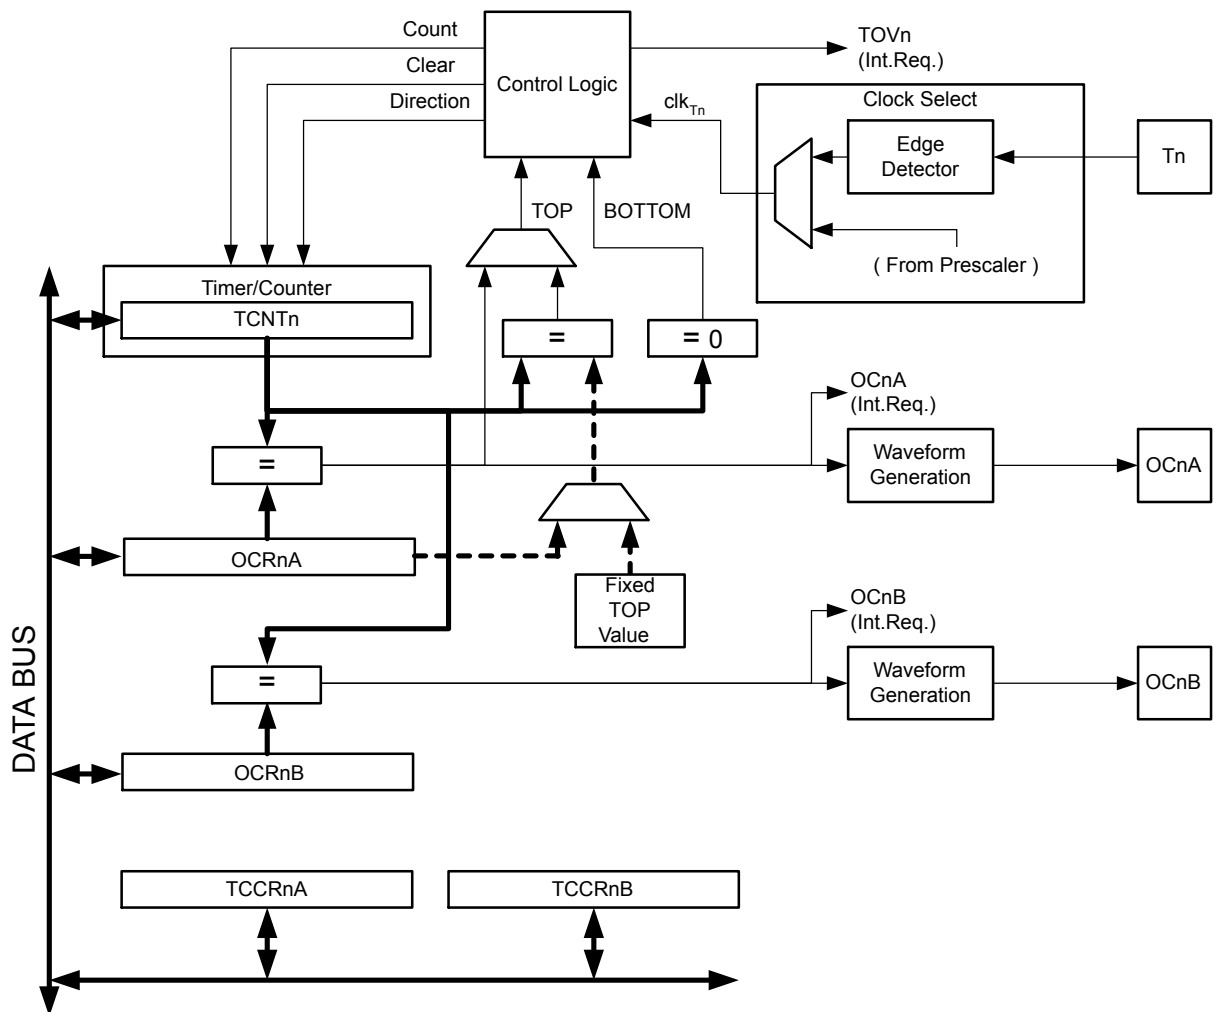 Count
Clear
Direction
Control Logic
TOVn
(Int.Req.)
clkTn
Clock Select
Edge
Detector
Tn
( From Prescaler )
TOP
BOTTOM
Timer/Counter
TCNTn
=
= 0
OCnA
(Int.Req.)
=
Waveform
Generation
OCnA
OCRnA
Fixed
TOP
Value
OCnB
(Int.Req.)
=
Waveform
Generation
OCnB
OCRnB
DATA BUS
TCCRnA
TCCRnB